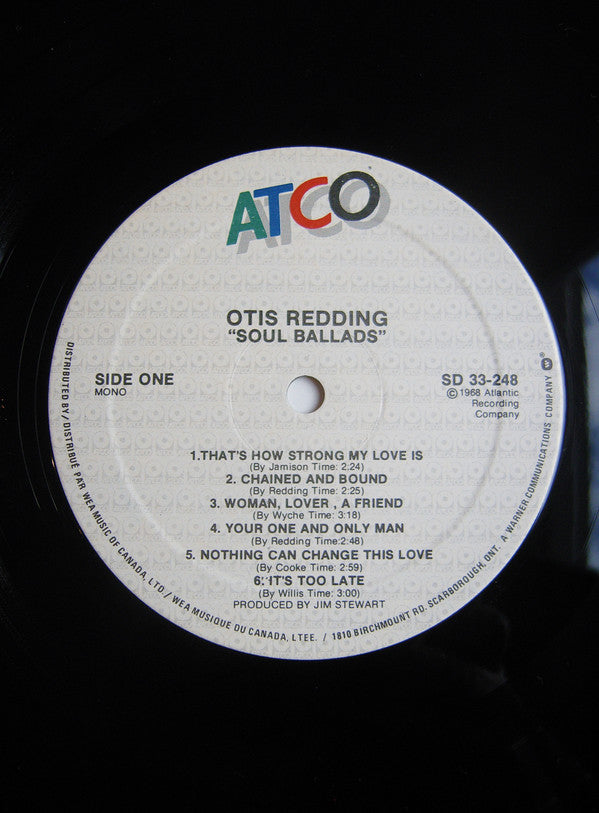 ATCO
OTIS REDDING
"SOUL BALLADS"
SIDE ONE
MONO
SD 33-248
©1968 Atlantic
Recording
Company
1.THAT'S HOW STRONG MY LOVE IS
(By Jamison Time: 2:24)
2. CHAINED AND BOUND
(By Redding Time: 2:25)
3. WOMAN, LOVER , A FRIEND
(By Wyche Time: 3:18)
4. YOUR ONE AND ONLY MAN
(By Redding Time:2:48)
5. NOTHING CAN CHANGE THIS LOVE
(By Cooke Time: 2:59)
6. IT'S TOO LATE
(By Willis Time: 3:00)
PRODUCED BY JIM STEWART
DISTRIBUTED BY/DISTRIBUÉ PAR WEA MUSIC OF CANADA, LTD. / WEA MUSIQUE DU CANADA, LTEE. / 1810 BIRCHMOUNT RD. SCARBOROUGH, ONT. A WARNER COMMUNICATIONS COMPANY ®